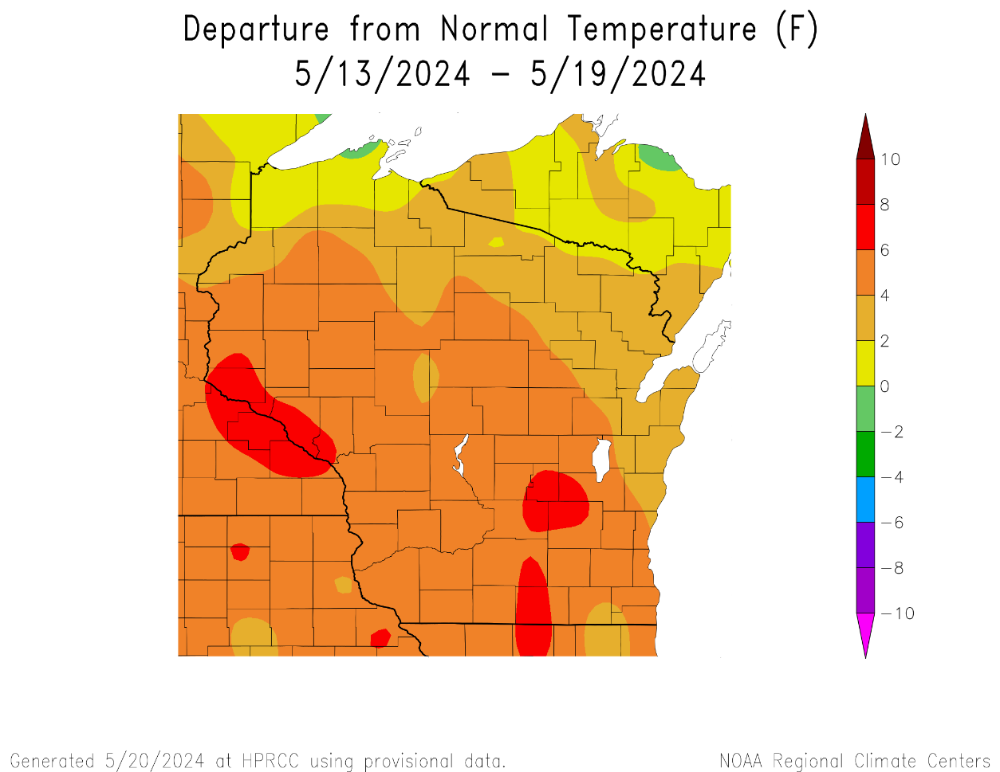 Departure from Normal Temperature (F)
5/13/2024 – 5/19/2024
10
8
6
4
2
0
−2
−4
−6
−8
−10
Generated 5/20/2024 at HPRCC using provisional data.
NOAA Regional Climate Centers